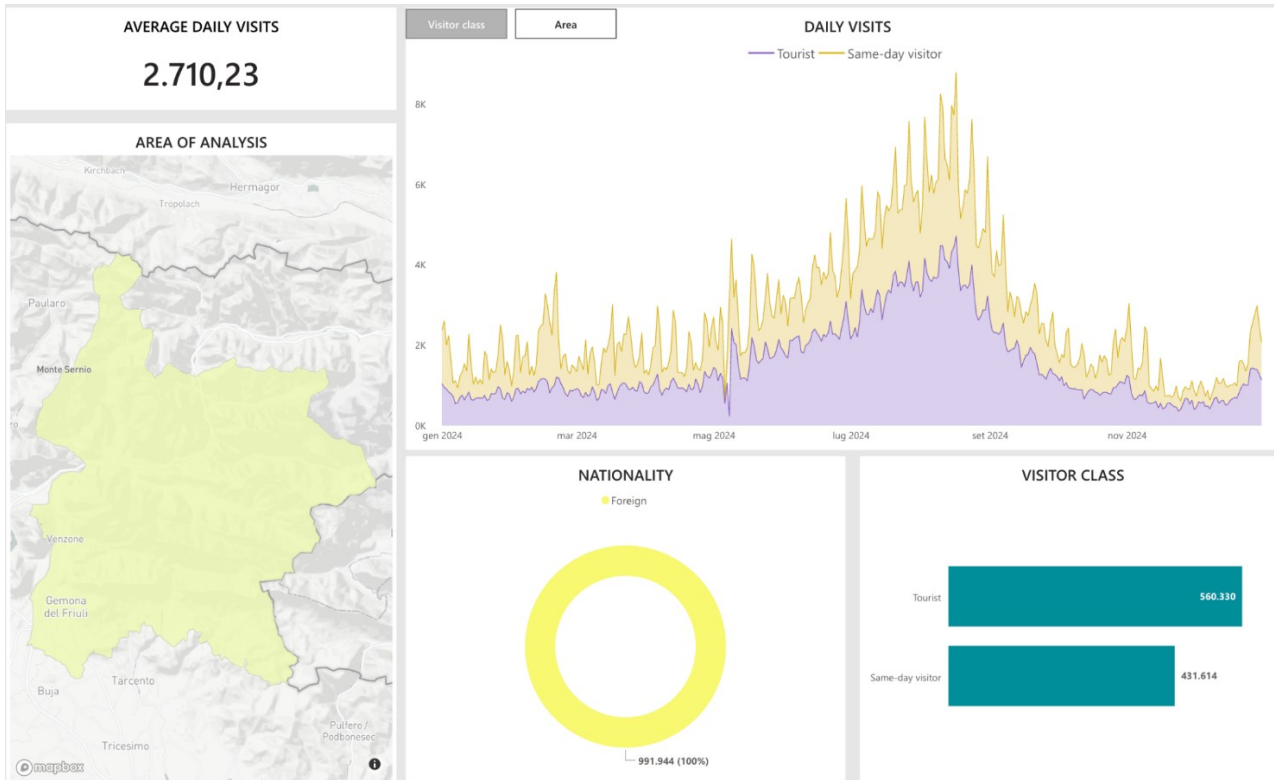 AVERAGE DAILY VISITS
2.710,23
AREA OF ANALYSIS
Kirchbach
Hermagor
Tropolach
Paularo
Monte Sernio
ro
Venzone
Gemona
del Friuli
Buja
Tarcento
Pulfero /
Podbonesec
Tricesimo
mapbox
Visitor class
Area
DAILY VISITS
Tourist
Same-day visitor
8K
6K
4K
2K
0K
gen 2024
mar 2024
mag 2024
lug 2024
set 2024
nov 2024
NATIONALITY
Foreign
991.944 (100%)
VISITOR CLASS
Tourist
560.330
Same-day visitor
431.614